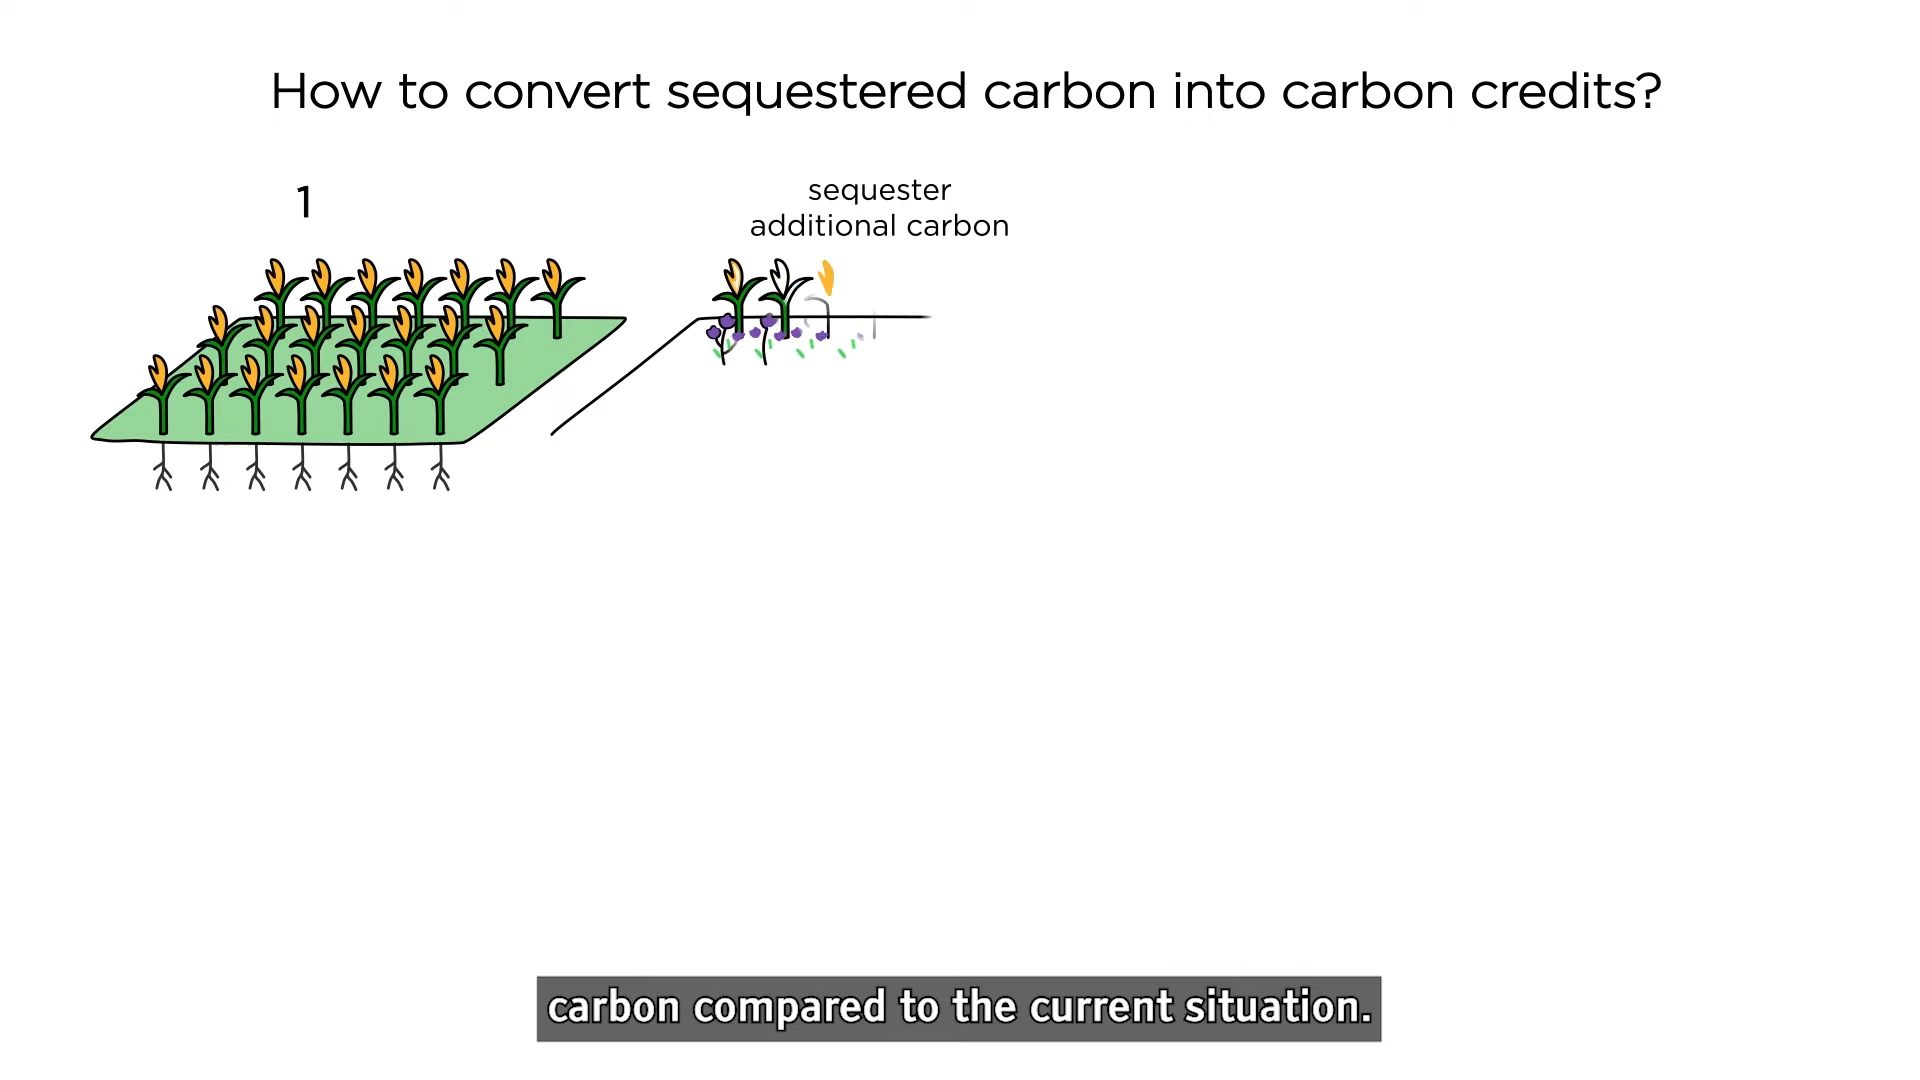 How to convert sequestered carbon into carbon credits?
1
sequester
additional carbon
carbon compared to the current situation.